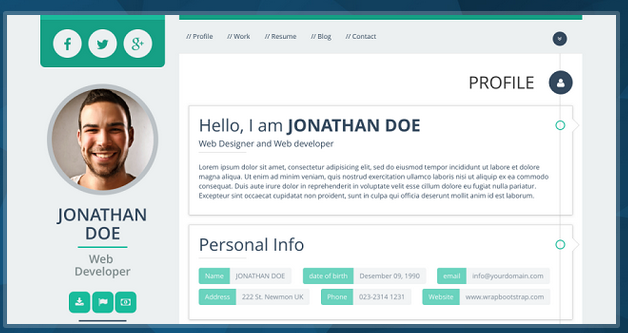 // Profile // Work // Resume // Blog // Contact
PROFILE
JONATHAN
DOE
Web
Developer
Hello, I am JONATHAN DOE
Web Designer and Web developer
Lorem ipsum dolor sit amet, consectetur adipisicing elit, sed do eiusmod tempor incididunt ut labore et dolore
magna aliqua. Ut enim ad minim veniam, quis nostrud exercitation ullamco laboris nisi ut aliquip ex ea commodo
consequat. Duis aute irure dolor in reprehenderit in voluptate velit esse cillum dolore eu fugiat nulla pariatur.
Excepteur sint occaecat cupidatat non proident, sunt in culpa qui officia deserunt mollit anim id est laborum.
Personal Info
Name JONATHAN DOE date of birth Desember 09, 1990 email info@yourdomain.com
Address 222 St. Newmon UK Phone 023-2314 1231 Website www.wrapbootstrap.com